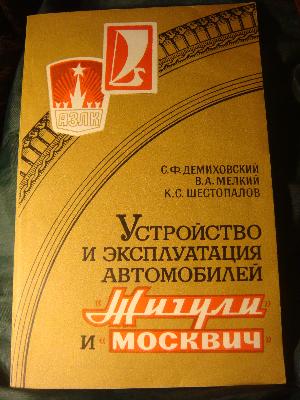 АЗЛК
С.Ф.ДЕМИХОВСКИЙ
В.А.МЕЛКИЙ
К.С.ШЕСТОПАЛОВ
УСТРОЙСТВО
И ЭКСПЛУАТАЦИЯ
АВТОМОБИЛЕЙ
"Жигули"
И "МОСКВИЧ"